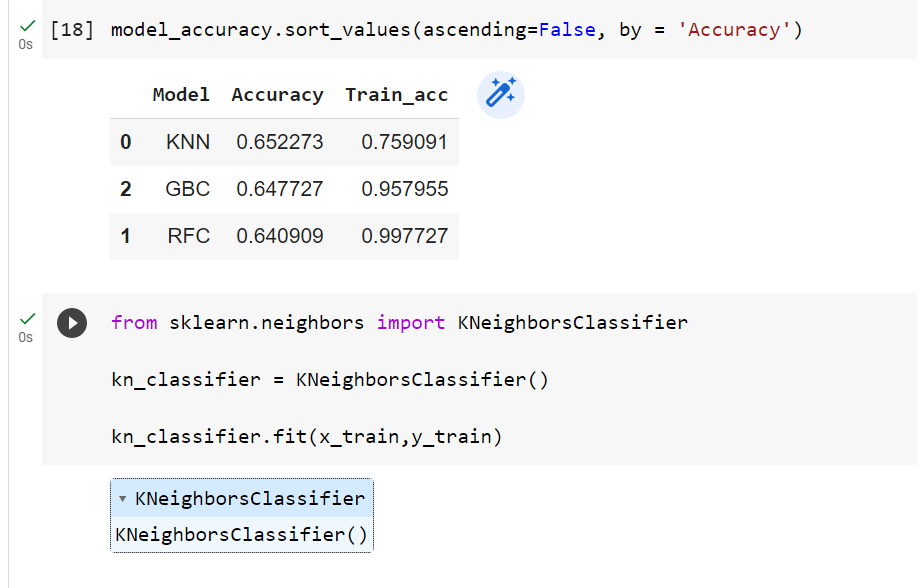 [18] model_accuracy.sort_values(ascending=False, by = 'Accuracy')
0s
Model Accuracy Train_acc
0 KNN 0.652273 0.759091
2 GBC 0.647727 0.957955
1 RFC 0.640909 0.997727
from sklearn.neighbors import KNeighborsClassifier
0s
kn_classifier = KNeighborsClassifier()
kn_classifier.fit(x_train,y_train)
KNeighborsClassifier
KNeighborsClassifier()